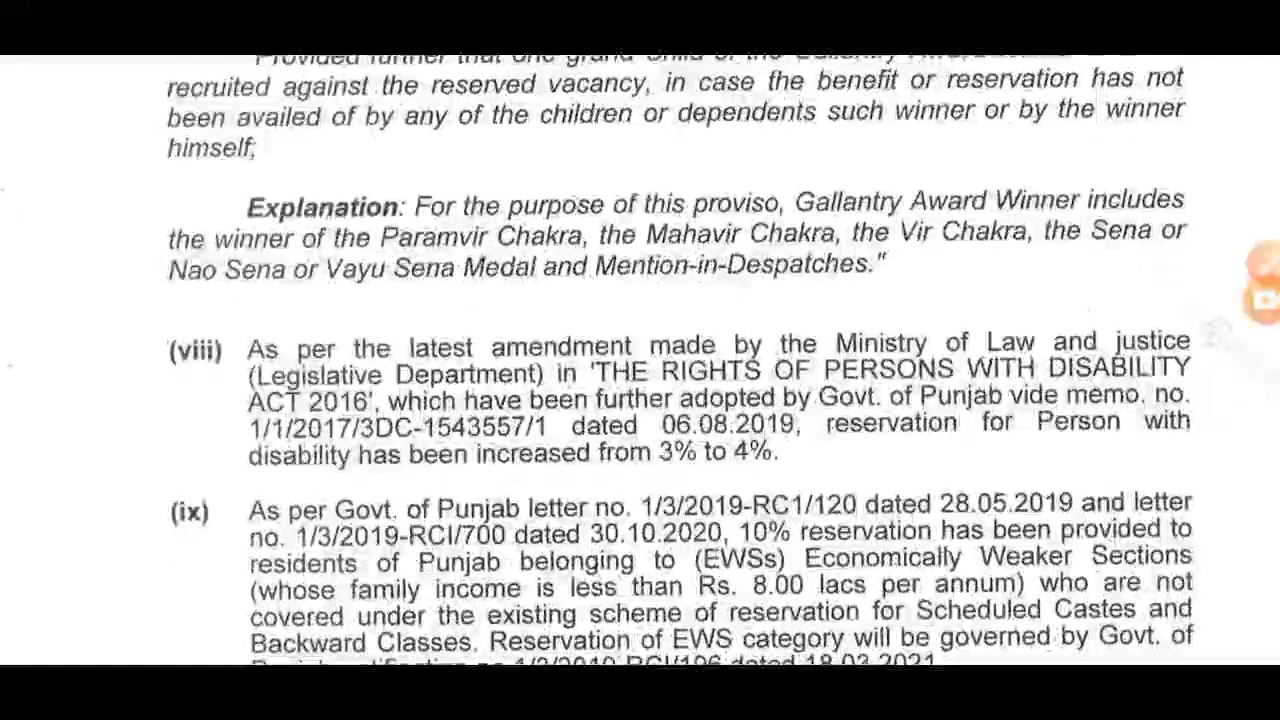 recruited against the reserved vacancy, in case the benefit or reservation has not
been availed of by any of the children or dependents such winner or by the winner
himself;
Explanation: For the purpose of this proviso, Gallantry Award Winner includes
the winner of the Paramvir Chakra, the Mahavir Chakra, the Vir Chakra, the Sena or
Nao Sena or Vayu Sena Medal and Mention-in-Despatches."
(viii) As per the latest amendment made by the Ministry of Law and justice
(Legislative Department) in 'THE RIGHTS OF PERSONS WITH DISABILITY
ACT 2016', which have been further adopted by Govt. of Punjab vide memo. no.
1/1/2017/3DC-1543557/1 dated 06.08.2019, reservation for Person with
disability has been increased from 3% to 4%.
(ix) As per Govt. of Punjab letter no. 1/3/2019-RC1/120 dated 28.05.2019 and letter
no. 1/3/2019-RCI/700 dated 30.10.2020, 10% reservation has been provided to
residents of Punjab belonging to (EWSs) Economically Weaker Sections
(whose family income is less than Rs. 8.00 lacs per annum) who are not
covered under the existing scheme of reservation for Scheduled Castes and
Backward Classes. Reservation of EWS category will be governed by Govt. of